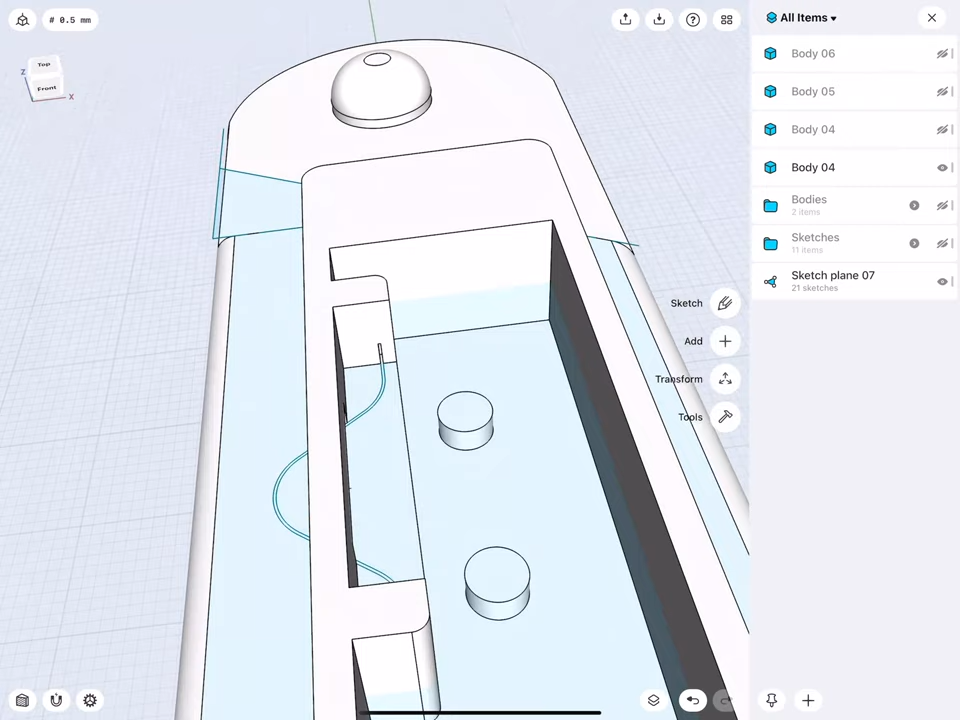 # 0.5 mm
All Items
Top
Front
Z
X
Body 06
Body 05
Body 04
Body 04
Bodies
2 items
Sketches
11 items
Sketch plane 07
21 sketches
Sketch
Add
Transform
Tools